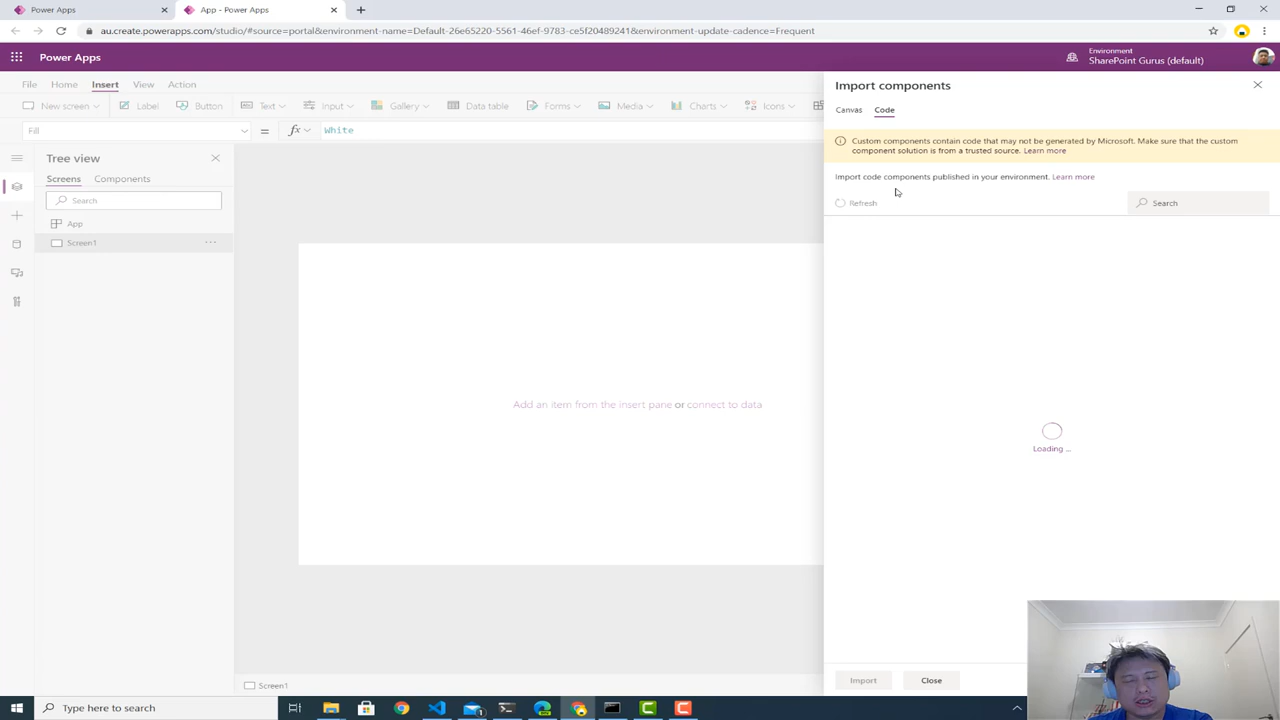 Power Apps
App - Power Apps
au.create.powerapps.com/studio/#source=portal&environment-name=Default-26e65220-5561-46ef-9783-ce5f20489241&environment-update-cadence=Frequent
Power Apps
Environment
SharePoint Gurus (default)
File Home Insert View Action
New screen Label Button Text Input Gallery Data table Forms Media Charts Icons
Fill = fx White
Tree view
Screens Components
Search
App
Screen1
Add an item from the insert pane or connect to data
Screen1
Import components
Canvas Code
Custom components contain code that may not be generated by Microsoft. Make sure that the custom
component solution is from a trusted source. Learn more
Import code components published in your environment. Learn more
Refresh Search
Loading ...
Import Close
Type here to search